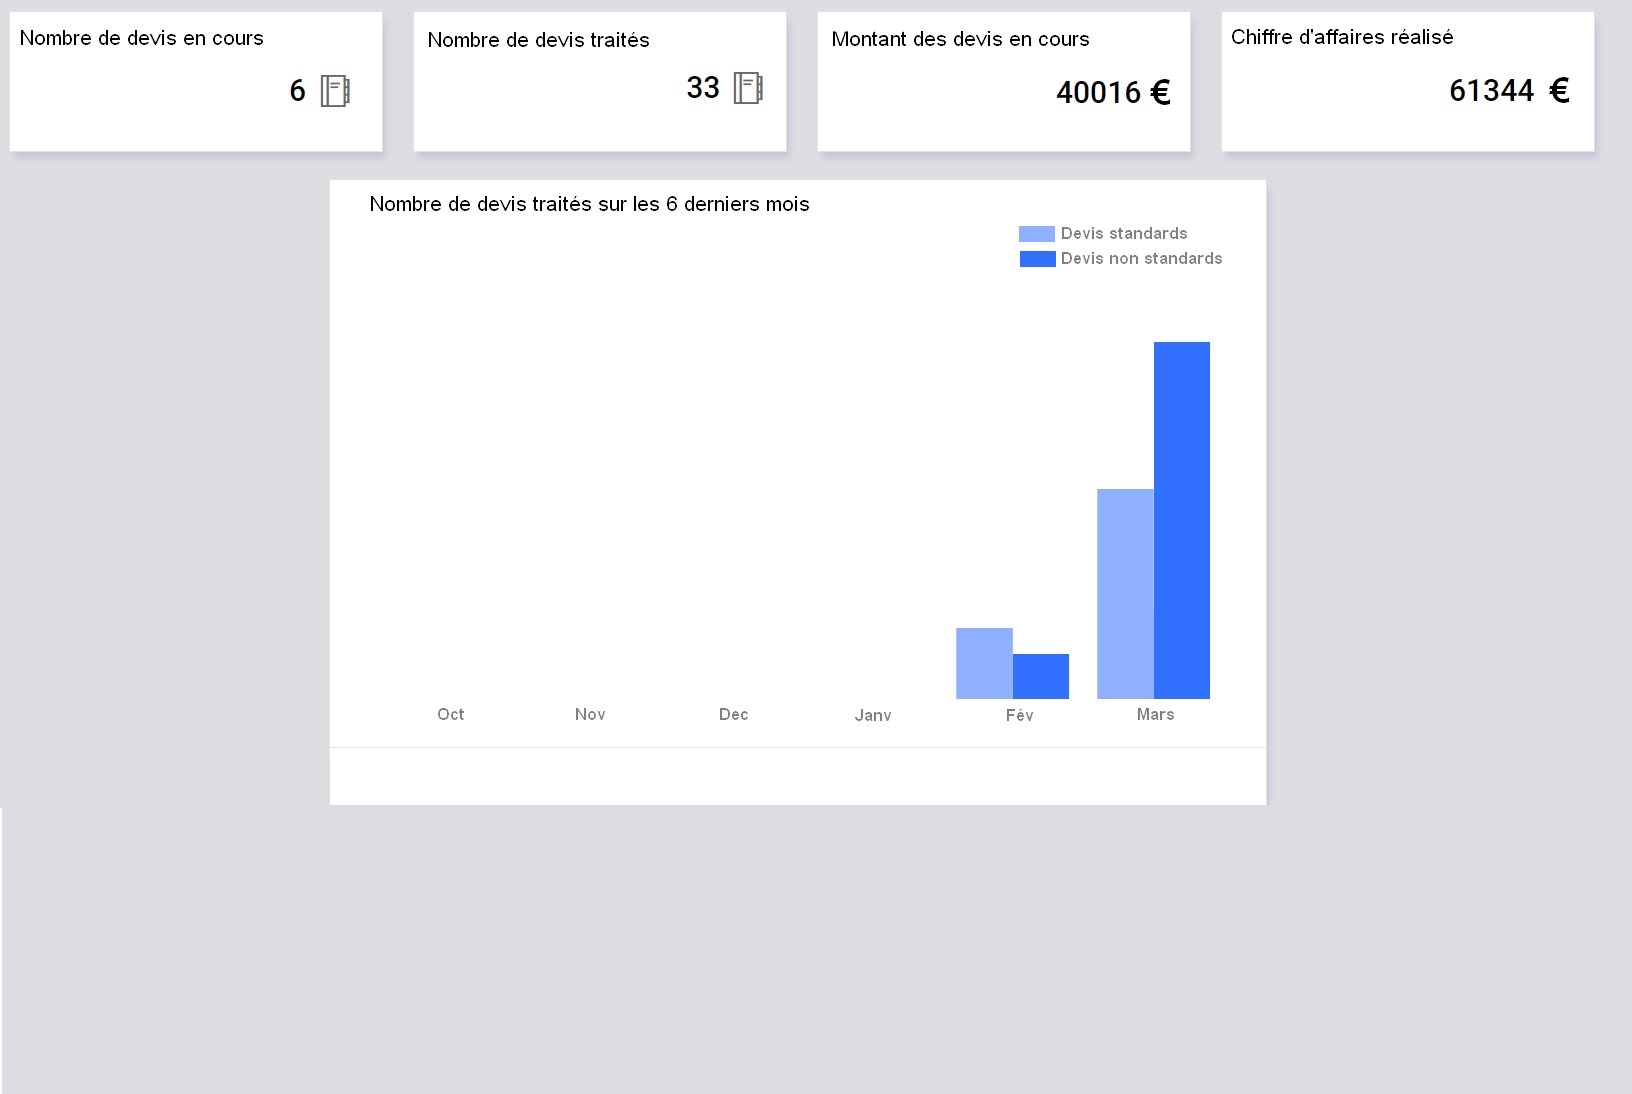 Nombre de devis en cours
6
Nombre de devis traités
33
Montant des devis en cours
40016 €
Chiffre d'affaires réalisé
61344 €
Nombre de devis traités sur les 6 derniers mois
Devis standards
Devis non standards
Oct Nov Dec Janv Fév Mars